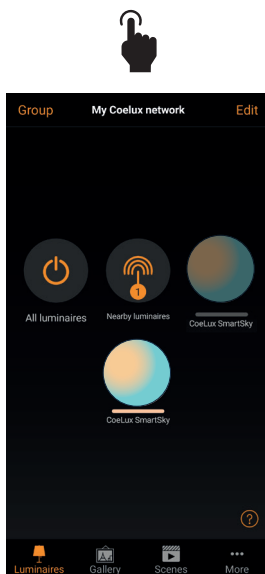 Group My Coelux network Edit
1
All luminaires Nearby luminaires CoeLux SmartSky
CoeLux SmartSky
?
Luminaires Gallery Scenes More